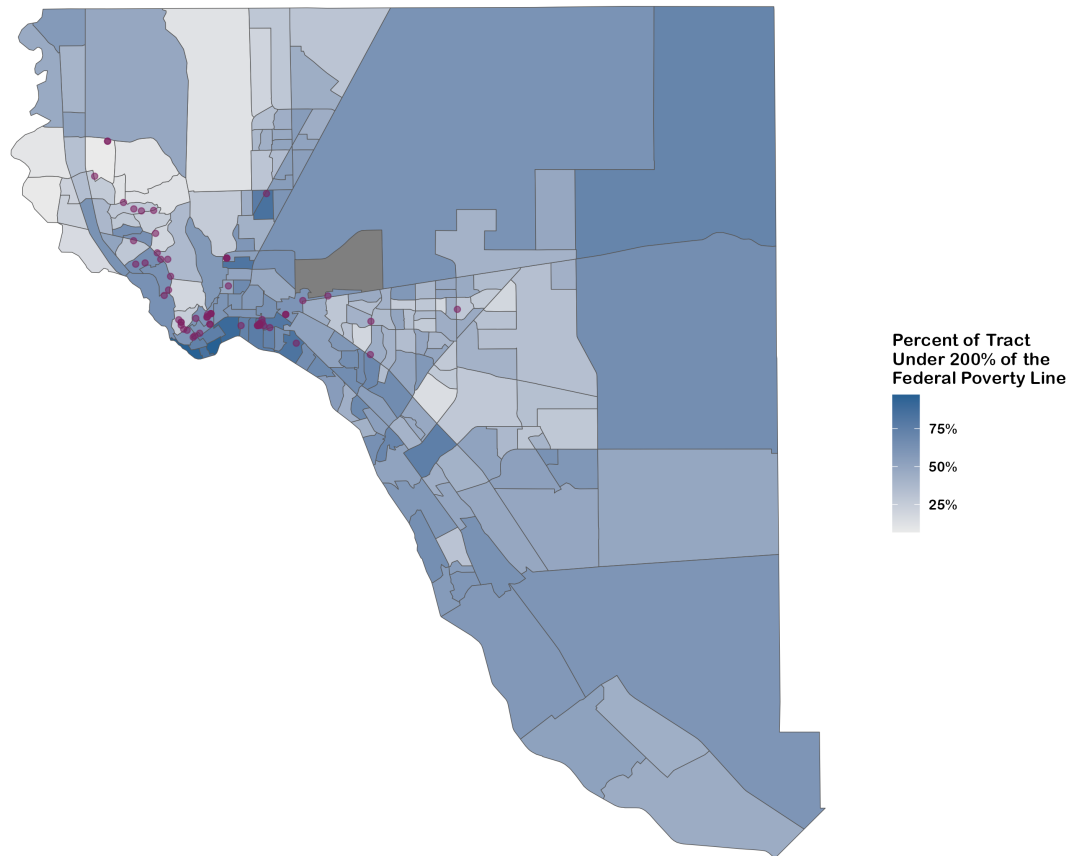 Percent of Tract
Under 200% of the
Federal Poverty Line
75%
50%
25%